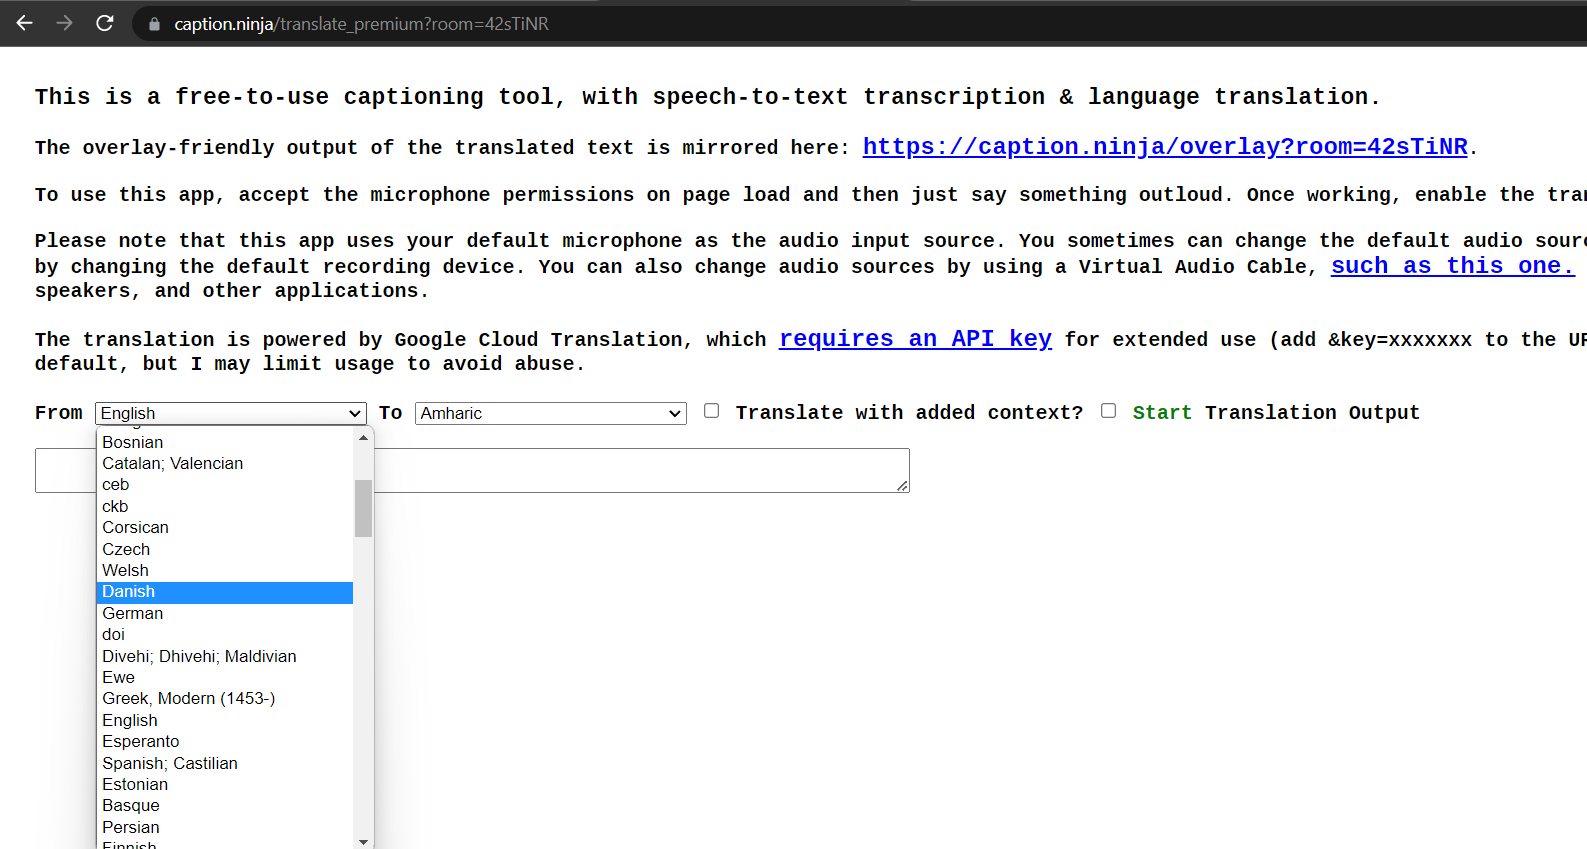 caption.ninja/translate_premium?room=42sTiNR
This is a free-to-use captioning tool, with speech-to-text transcription & language translation.
The overlay-friendly output of the translated text is mirrored here: https://caption.ninja/overlay?room=42sTiNR.
To use this app, accept the microphone permissions on page load and then just say something outloud. Once working, enable the
Please note that this app uses your default microphone as the audio input source. You sometimes can change the default audio
by changing the default recording device. You can also change audio sources by using a Virtual Audio Cable, such as this one.
speakers, and other applications.
The translation is powered by Google Cloud Translation, which requires an API key for extended use (add &key=xxxxxxx to the
default, but I may limit usage to avoid abuse.
From English To Amharic Translate with added context? Start Translation Output
Bosnian
Catalan; Valencian
ceb
ckb
Corsican
Czech
Welsh
Danish
German
doi
Divehi; Dhivehi; Maldivian
Ewe
Greek, Modern (1453-)
English
Esperanto
Spanish; Castilian
Estonian
Basque
Persian
Finnish